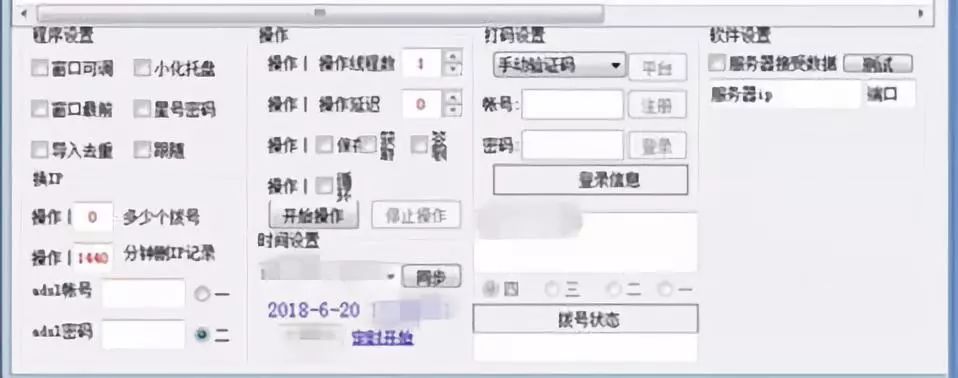 程序设置
窗口可调 小化托盘
窗口最前 星号密码
导入去重 跟随
换IP
操作| 0 多少个拨号
操作| 1440 分钟删IP记录
adsl帐号 一
adsl密码 二
操作
操作| 操作线程数 1
操作| 操作延迟 0
操作| 保存
操作| 循环
开始操作 停止操作
时间设置
同步
2018-6-20
定时开始
打码设置
手动验证码 平台
帐号: 注册
密码: 登录
登录信息
四 三 二 一
拨号状态
软件设置
服务器接受数据 测试
服务器ip 端口